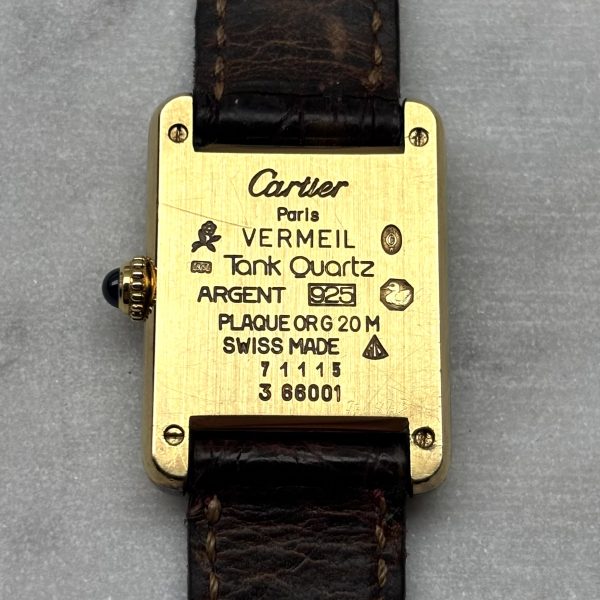 Cartier
Paris
VERMEIL
Tank Quartz
ARGENT 925
PLAQUE OR G 20 M
SWISS MADE
71115
3 66001